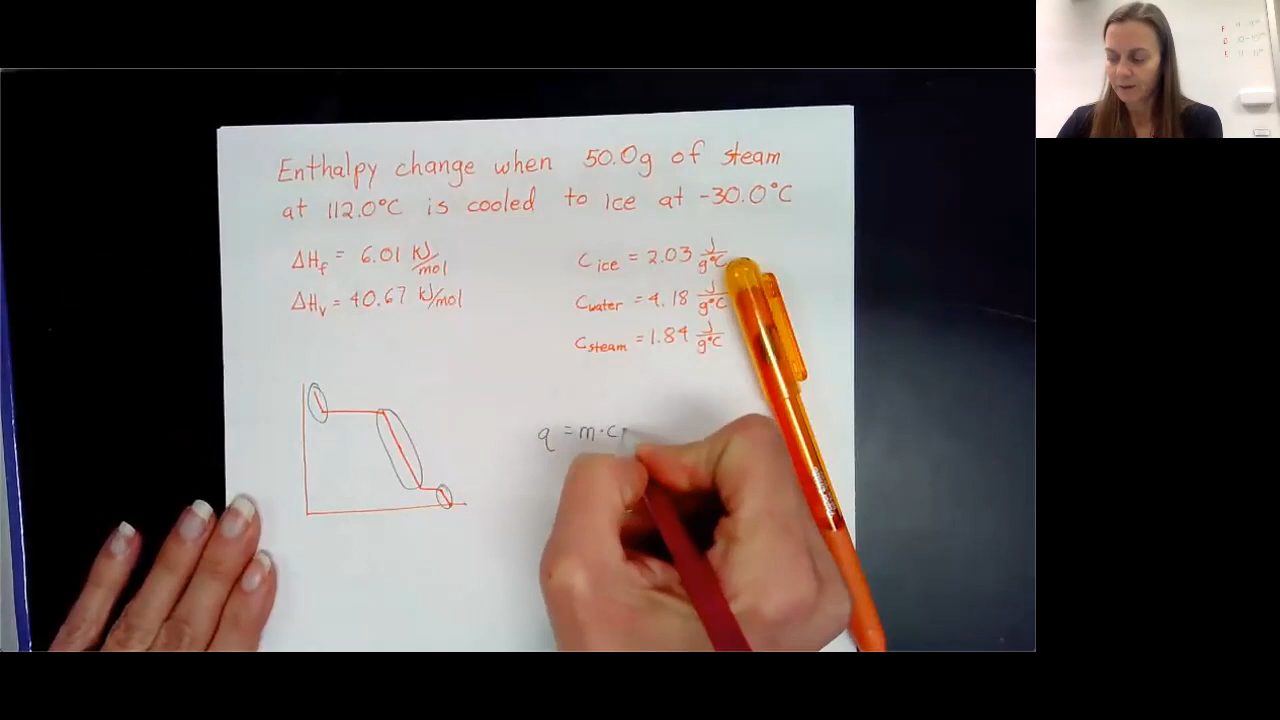 Enthalpy change when 50.0g of steam
at 112.0°C is cooled to ice at -30.0°C
ΔHf = 6.01 kJ/mol
ΔHv = 40.67 kJ/mol
Cice = 2.03 J/g°C
Cwater = 4.18 J/g°C
Csteam = 1.84 J/g°C
q = m·c